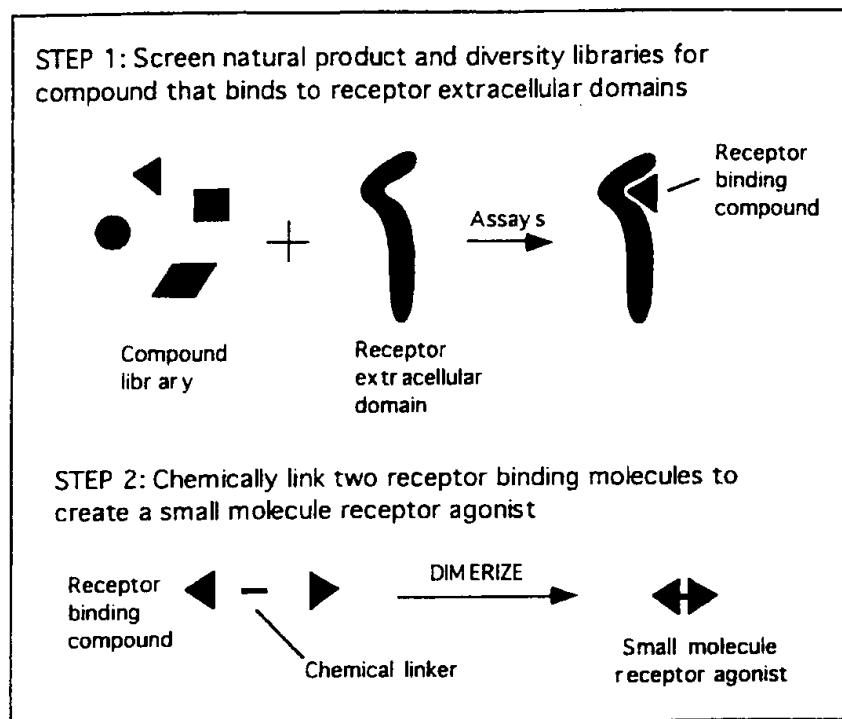 STEP 1: Screen natural product and diversity libraries for
compound that binds to receptor extracellular domains
Receptor
binding
compound
Assays
Compound
library
Receptor
extracellular
domain
STEP 2: Chemically link two receptor binding molecules to
create a small molecule receptor agonist
Receptor
binding
compound
DIMERIZE
Chemical linker
Small molecule
receptor agonist